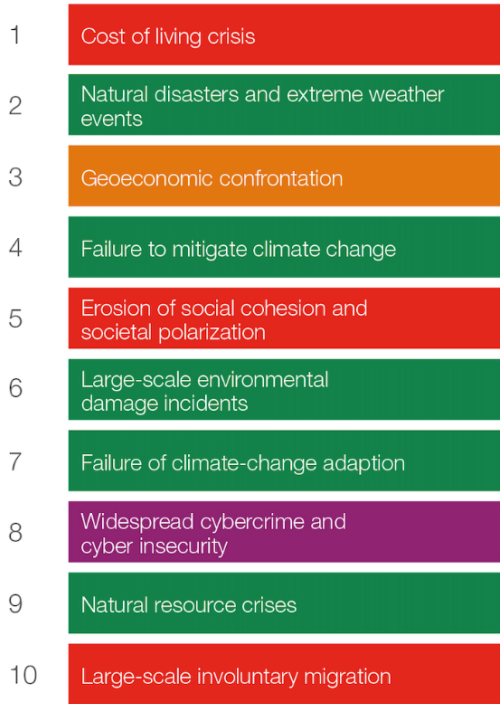 1 Cost of living crisis
2 Natural disasters and extreme weather
events
3 Geoeconomic confrontation
4 Failure to mitigate climate change
5 Erosion of social cohesion and
societal polarization
6 Large-scale environmental
damage incidents
7 Failure of climate-change adaption
8 Widespread cybercrime and
cyber insecurity
9 Natural resource crises
10 Large-scale involuntary migration